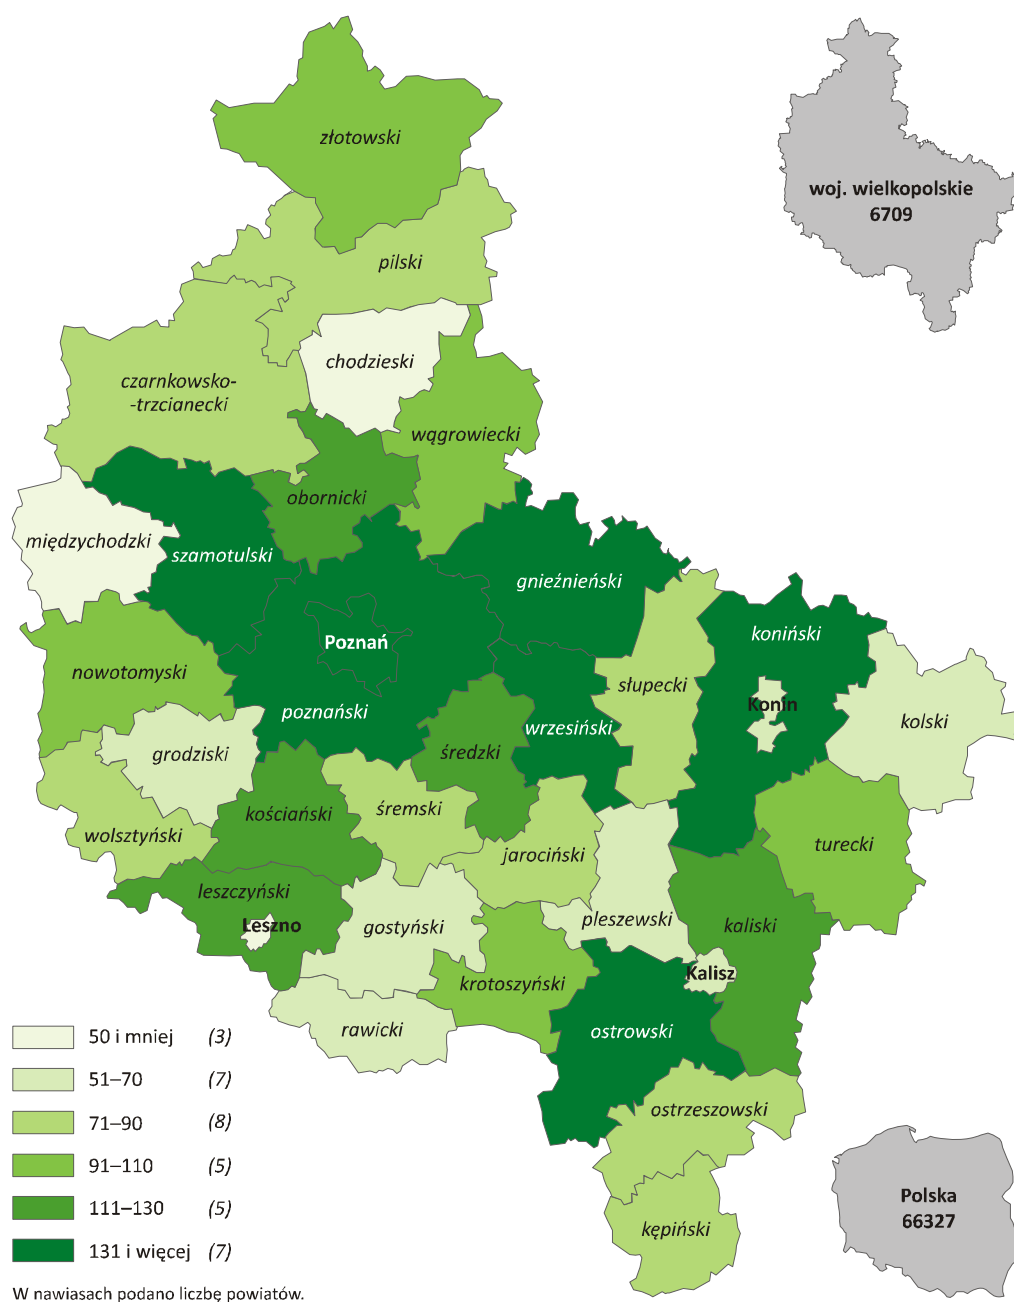 złotowski
woj. wielkopolskie
6709
pilski
chodzieski
czarnkowsko-
-trzcianecki
wągrowiecki
obornicki
międzychodzki
szamotulski
gnieźnieński
koniński
Poznań
nowotomyski
słupecki
Konin
poznański
kolski
wrzesiński
grodziski
średzki
kościański
śremski
wolsztyński
turecki
jarociński
leszczyński
pleszewski
Leszno
gostyński
kaliski
Kalisz
krotoszyński
rawicki
ostrowski
50 i mniej (3)
51–70 (7)
71–90 (8)
ostrzeszowski
91–110 (5)
111–130 (5)
Polska
66327
kępiński
131 i więcej (7)
W nawiasach podano liczbę powiatów.